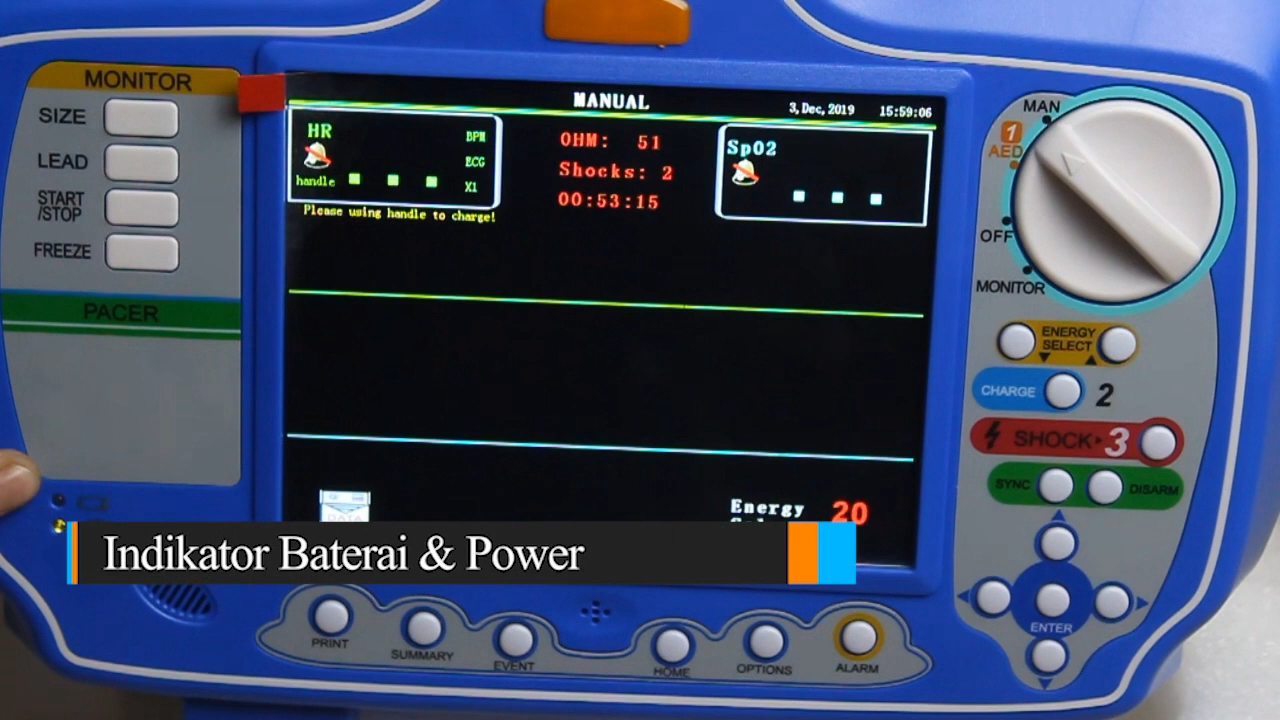 MONITOR
SIZE
LEAD
START
/STOP
FREEZE
PACER
MANUAL
3,Dec,2019 15:59:06
HR
BPM
ECG
handle
X1
Please using handle to charge!
OHM: 51
Shocks: 2
00:53:15
SpO2
DATA
Energy 20
MAN
1
AED
OFF
MONITOR
ENERGY
SELECT
CHARGE 2
SHOCK 3
SYNC
DISARM
ENTER
Indikator Baterai & Power
PRINT
SUMMARY
EVENT
HOME
OPTIONS
ALARM